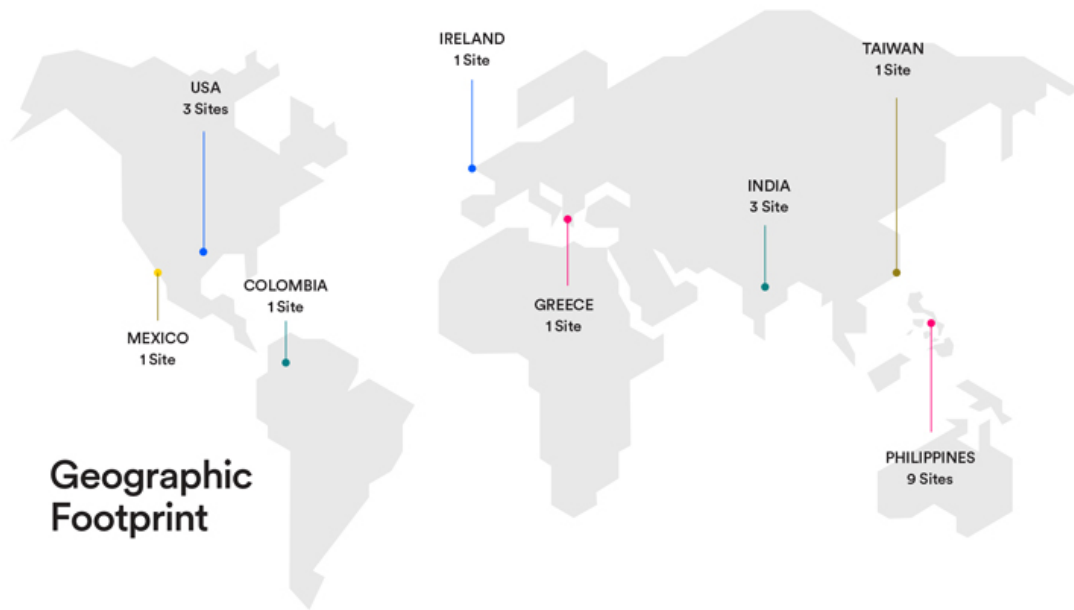 IRELAND
1 Site
TAIWAN
1 Site
USA
3 Sites
INDIA
3 Site
COLOMBIA
1 Site
GREECE
1 Site
MEXICO
1 Site
PHILIPPINES
9 Sites
Geographic
Footprint